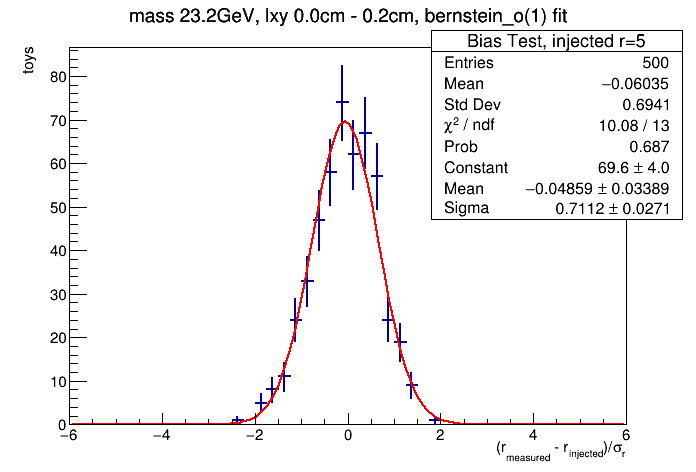 mass 23.2GeV, lxy 0.0cm - 0.2cm, bernstein_o(1) fit
Bias Test, injected r=5
Entries 500
Mean −0.06035
Std Dev 0.6941
χ² / ndf 10.08 / 13
Prob 0.687
Constant 69.6 ± 4.0
Mean −0.04859 ± 0.03389
Sigma 0.7112 ± 0.0271
toys
80
70
60
50
40
30
20
10
0
−6 −4 −2 0 2 4 6
(r_measured - r_injected)/σ_r